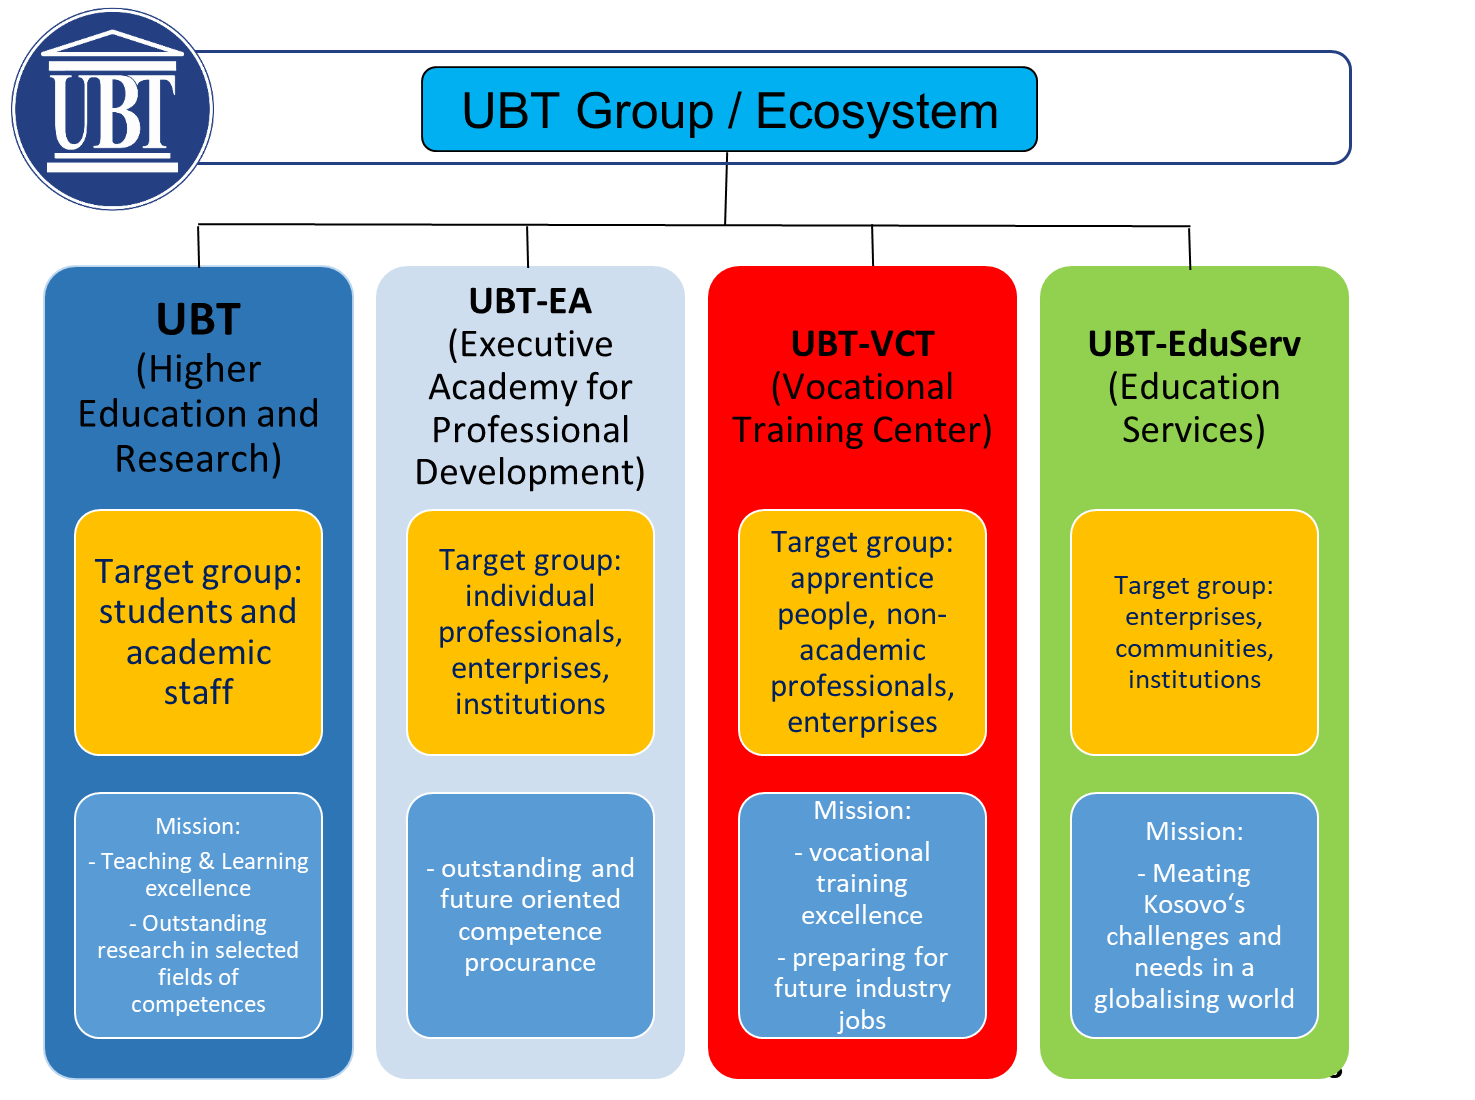 UBT
UBT Group / Ecosystem
UBT
(Higher
Education and
Research)
Target group:
students and
academic
staff
Mission:
- Teaching & Learning
excellence
- Outstanding
research in selected
fields of
competences
UBT-EA
(Executive
Academy for
Professional
Development)
Target group:
individual
professionals,
enterprises,
institutions
- outstanding and
future oriented
competence
procurance
UBT-VCT
(Vocational
Training Center)
Target group:
apprentice
people, non-
academic
professionals,
enterprises
Mission:
- vocational
training
excellence
- preparing for
future industry
jobs
UBT-EduServ
(Education
Services)
Target group:
enterprises,
communities,
institutions
Mission:
- Meating
Kosovo‘s
challenges and
needs in a
globalising world